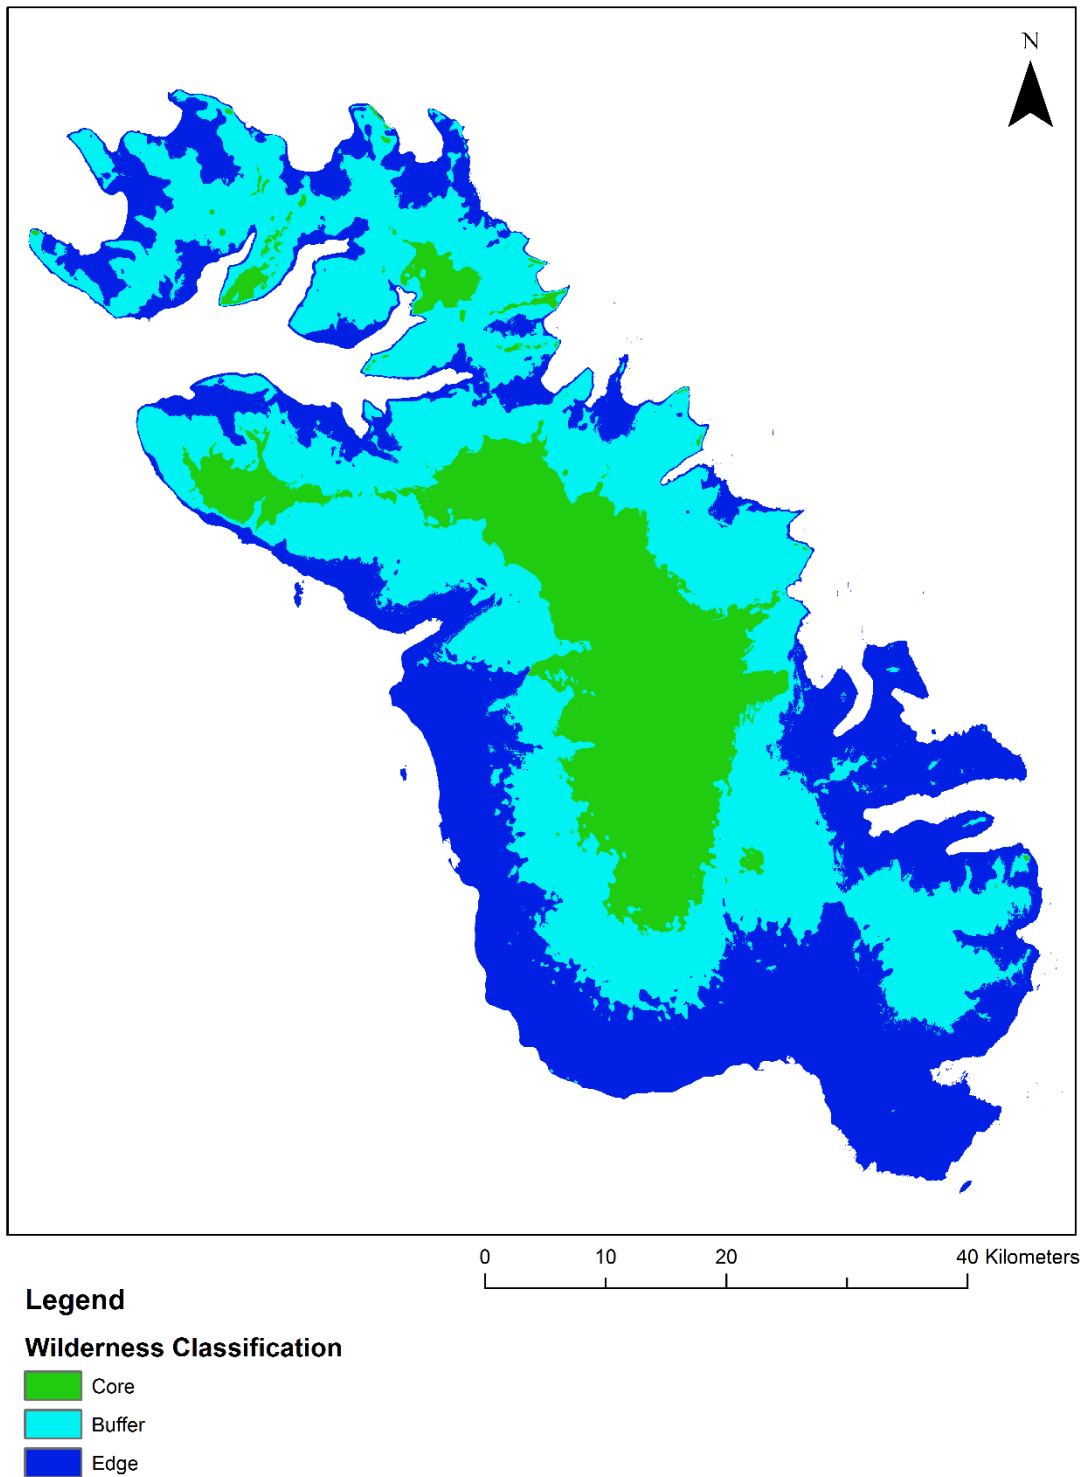 N
0 10 20 40 Kilometers
Legend
Wilderness Classification
Core
Buffer
Edge